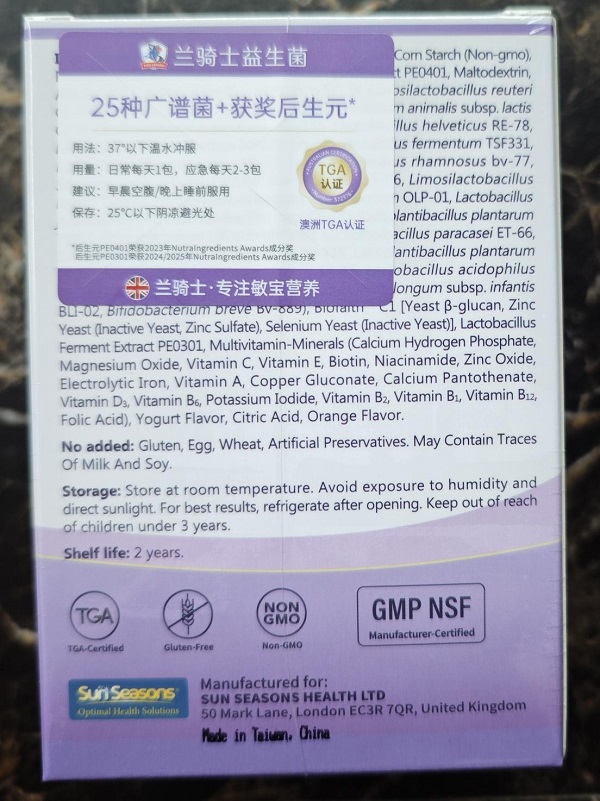 兰骑士益生菌
25种广谱菌+获奖后生元*
用法：37°以下温水冲服
用量：日常每天1包，应急每天2-3包
建议：早晨空腹/晚上睡前服用
保存：25℃以下阴凉避光处
TGA
认证
澳洲TGA认证
*后生元PE0401荣获2023年NutraIngredients Awards成分奖
后生元PE0301荣获2024/2025年NutraIngredients Awards成分奖
兰骑士·专注敏宝营养
Corn Starch (Non-gmo),
PE0401, Maltodextrin,
reuteri
animalis subsp. lactis
helveticus RE-78,
fermentum TSF331,
rhamnosus bv-77,
Limosilactobacillus
OLP-01, Lactobacillus
plantarum
paracasei ET-66,
plantarum
acidophilus
subsp. infantis
BLI-02, Bifidobacterium breve Bv-889), C1 [Yeast β-glucan, Zinc
Yeast (Inactive Yeast, Zinc Sulfate), Selenium Yeast (Inactive Yeast)], Lactobacillus
Ferment Extract PE0301, Multivitamin-Minerals (Calcium Hydrogen Phosphate,
Magnesium Oxide, Vitamin C, Vitamin E, Biotin, Niacinamide, Zinc Oxide,
Electrolytic Iron, Vitamin A, Copper Gluconate, Calcium Pantothenate,
Vitamin D₃, Vitamin B₆, Potassium Iodide, Vitamin B₂, Vitamin B₁, Vitamin B₁₂,
Folic Acid), Yogurt Flavor, Citric Acid, Orange Flavor.
No added: Gluten, Egg, Wheat, Artificial Preservatives. May Contain Traces
Of Milk And Soy.
Storage: Store at room temperature. Avoid exposure to humidity and
direct sunlight. For best results, refrigerate after opening. Keep out of reach
of children under 3 years.
Shelf life: 2 years.
TGA
TGA-Certified
Gluten-Free
NON
GMO
Non-GMO
GMP NSF
Manufacturer-Certified
Sun Seasons
Optimal Health Solutions
Manufactured for:
SUN SEASONS HEALTH LTD
50 Mark Lane, London EC3R 7QR, United Kingdom
Made in Taiwan, China